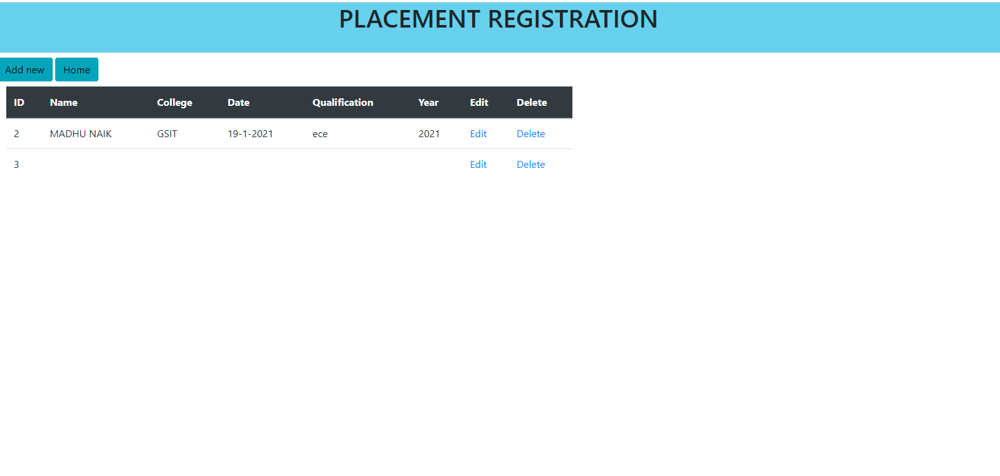 PLACEMENT REGISTRATION
Add new Home
ID Name College Date Qualification Year Edit Delete
2 MADHU NAIK GSIT 19-1-2021 ece 2021 Edit Delete
3 Edit Delete